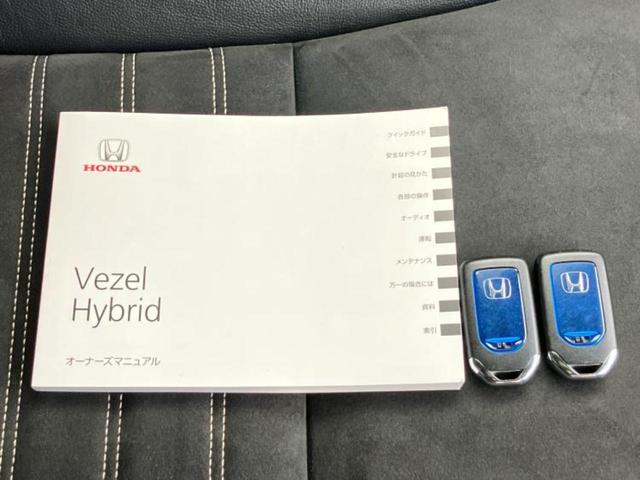 HONDA
Vezel
Hybrid
オーナーズマニュアル
クイックガイド
安全なドライブ
計器の見かた
各部の操作
オーディオ
運転
メンテナンス
万一の場合には
資料
索引